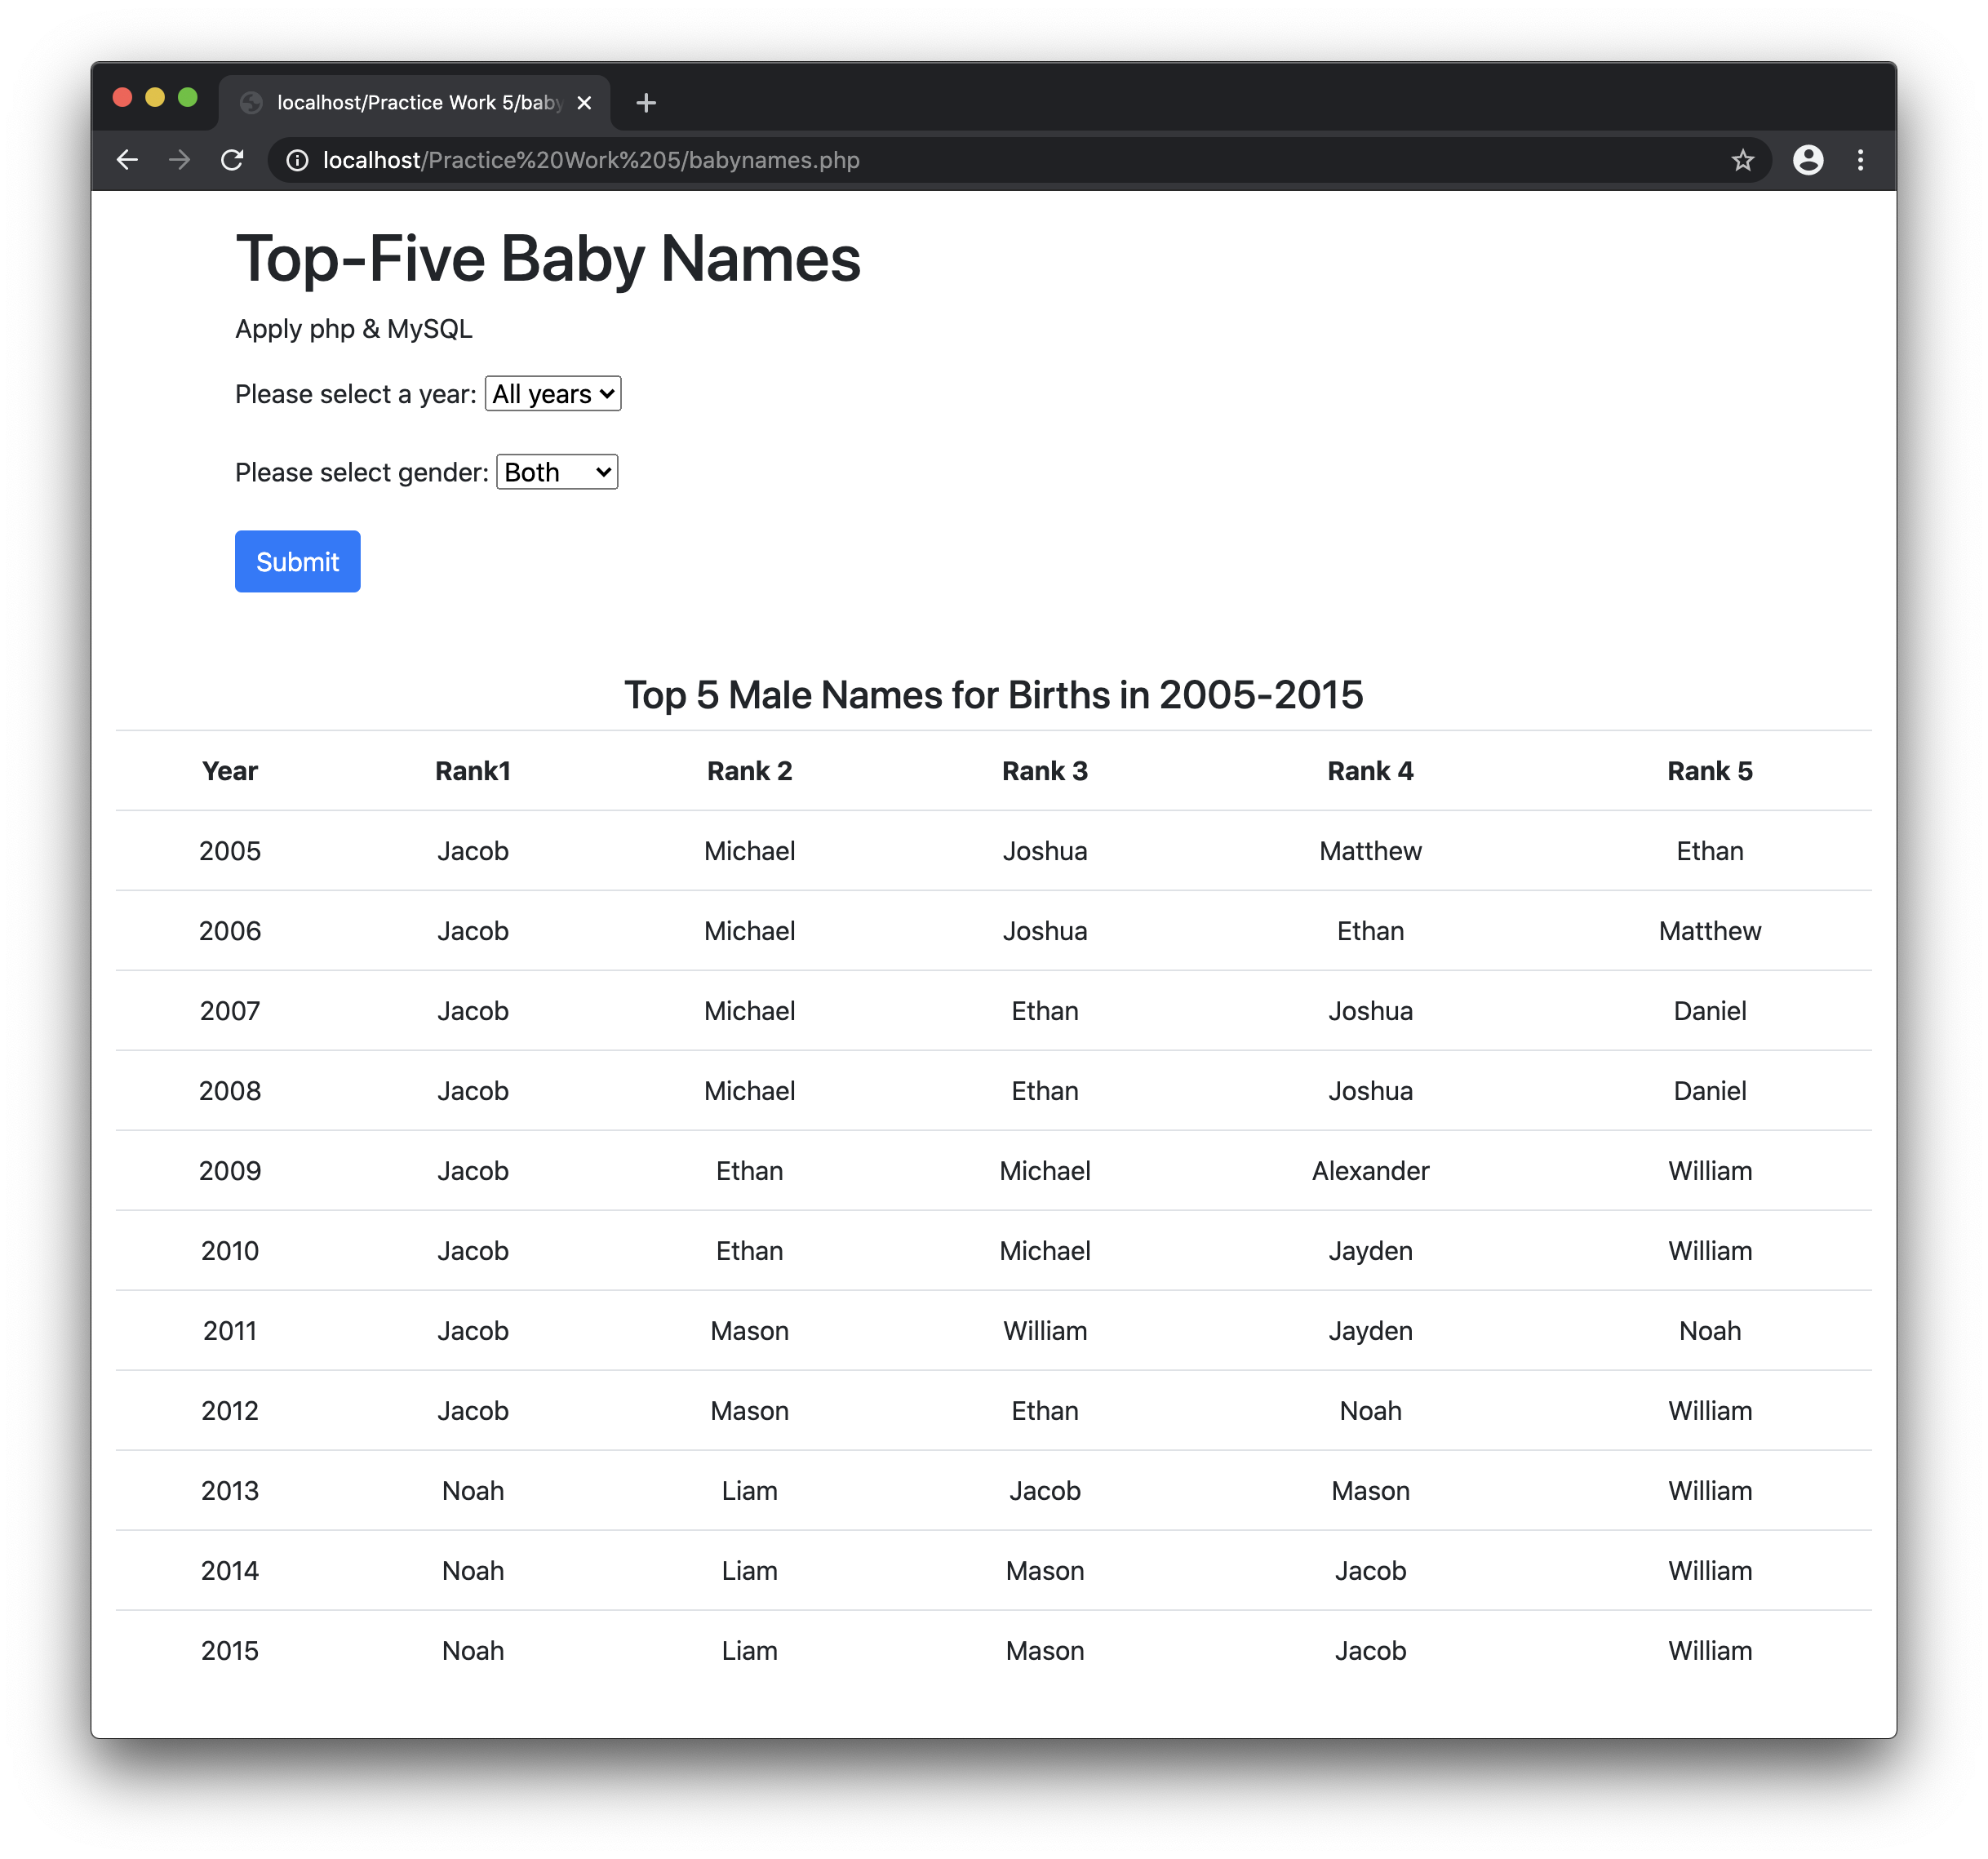 localhost/Practice Work 5/baby
localhost/Practice%20Work%205/babynames.php
Top-Five Baby Names
Apply php & MySQL
Please select a year: All years
Please select gender: Both
Submit
Top 5 Male Names for Births in 2005-2015
Year Rank1 Rank 2 Rank 3 Rank 4 Rank 5
2005 Jacob Michael Joshua Matthew Ethan
2006 Jacob Michael Joshua Ethan Matthew
2007 Jacob Michael Ethan Joshua Daniel
2008 Jacob Michael Ethan Joshua Daniel
2009 Jacob Ethan Michael Alexander William
2010 Jacob Ethan Michael Jayden William
2011 Jacob Mason William Jayden Noah
2012 Jacob Mason Ethan Noah William
2013 Noah Liam Jacob Mason William
2014 Noah Liam Mason Jacob William
2015 Noah Liam Mason Jacob William